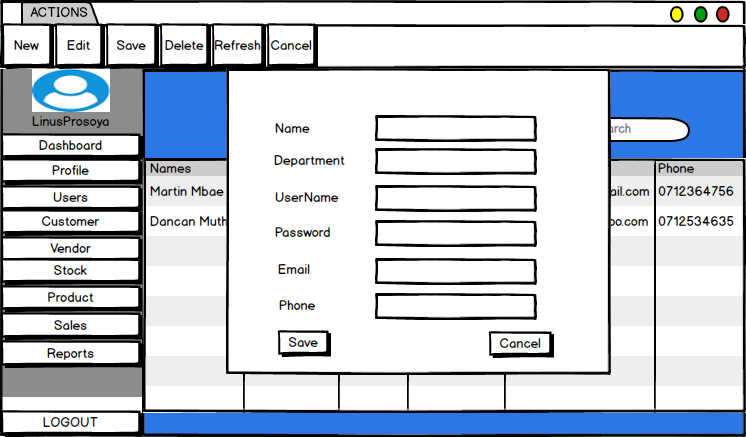 ACTIONS
New Edit Save Delete Refresh Cancel
LinusProsoya
Dashboard
Profile
Users
Customer
Vendor
Stock
Product
Sales
Reports
LOGOUT
Names Phone
Martin Mbae ail.com 0712364756
Dancan Muth oo.com 0712534635
arch
Name
Department
UserName
Password
Email
Phone
Save Cancel